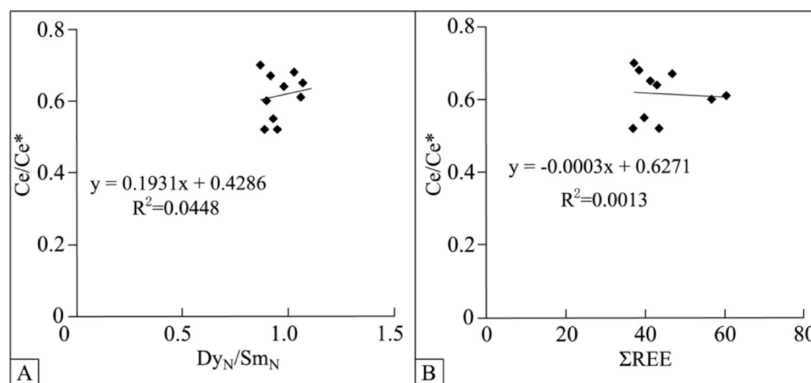 0.8
0.6
0.4
0.2
0
Ce/Ce*
y = 0.1931x + 0.4286
R²=0.0448
0
0.5
1.0
1.5
Dy_N/Sm_N
A
0.8
0.6
0.4
0.2
0
Ce/Ce*
y = -0.0003x + 0.6271
R²=0.0013
0
20
40
60
80
ΣREE
B